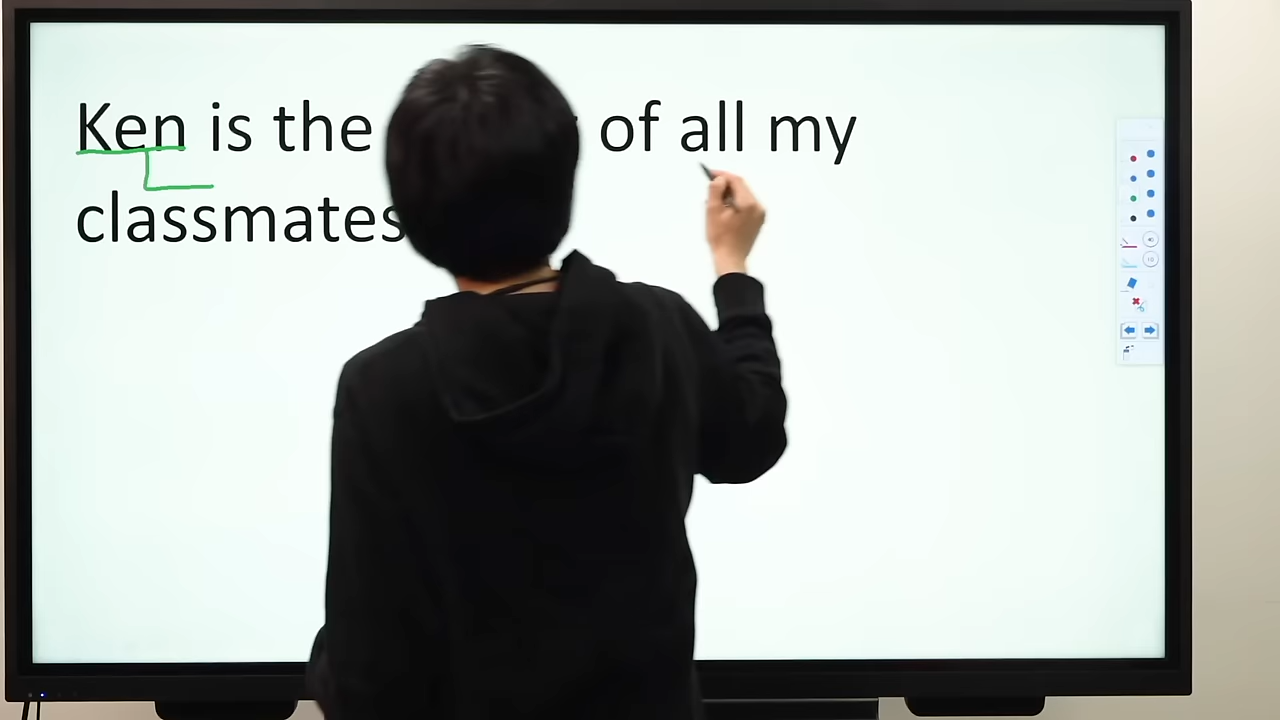 Ken is the of all my
classmates